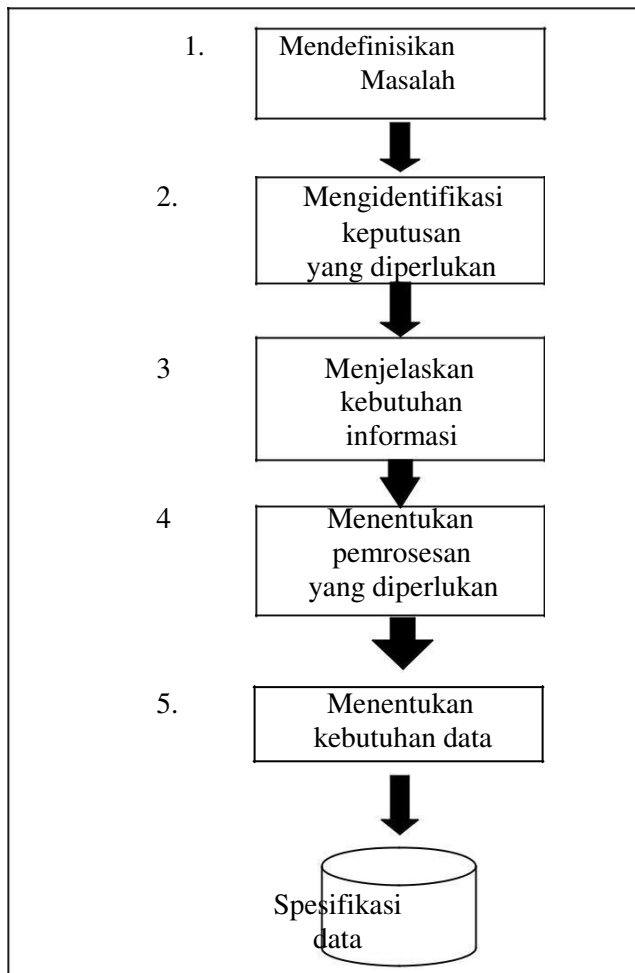 1. Mendefinisikan
Masalah
2. Mengidentifikasi
keputusan
yang diperlukan
3 Menjelaskan
kebutuhan
informasi
4 Menentukan
pemrosesan
yang diperlukan
5. Menentukan
kebutuhan data
Spesifikasi
data